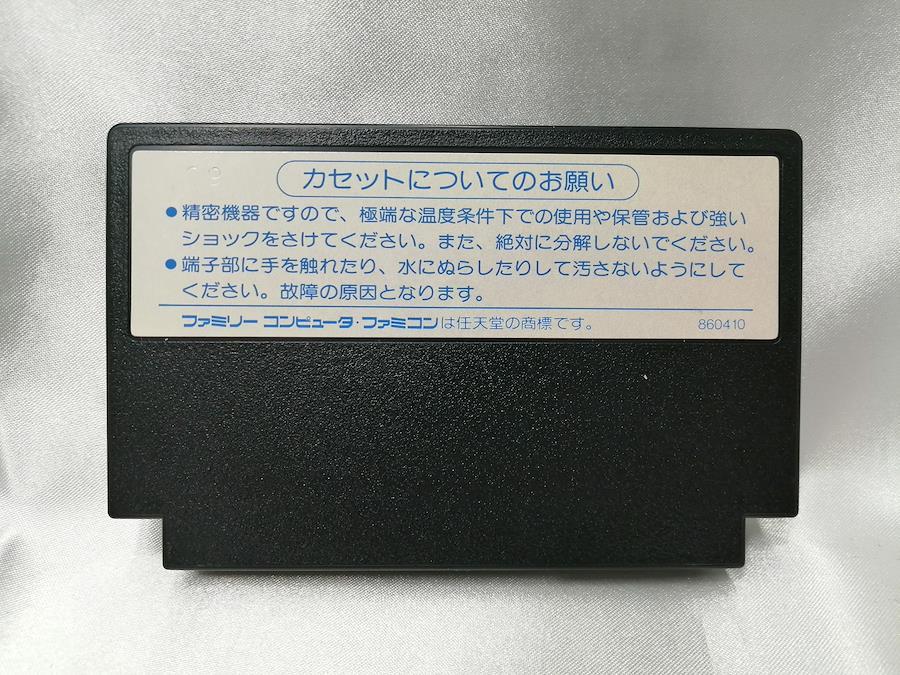 カセットについてのお願い
●精密機器ですので、極端な温度条件下での使用や保管および強い
ショックをさけてください。また、絶対に分解しないでください。
●端子部に手を触れたり、水にぬらしたりして汚さないようにして
ください。故障の原因となります。
ファミリー コンピュータ・ファミコンは任天堂の商標です。 860410